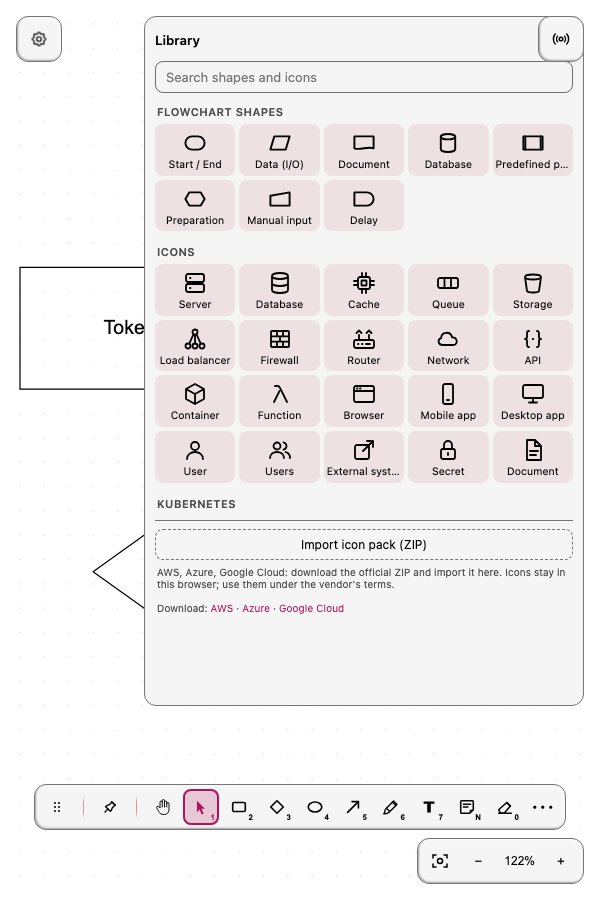 Library
Search shapes and icons
FLOWCHART SHAPES
Start / End
Data (I/O)
Document
Database
Predefined p...
Preparation
Manual input
Delay
ICONS
Server
Database
Cache
Queue
Storage
Load balancer
Firewall
Router
Network
API
Container
Function
Browser
Mobile app
Desktop app
User
Users
External syst...
Secret
Document
KUBERNETES
Import icon pack (ZIP)
AWS, Azure, Google Cloud: download the official ZIP and import it here. Icons stay in
this browser; use them under the vendor's terms.
Download: AWS · Azure · Google Cloud
Toke
1
2
3
4
5
6
T 7
N
0
122%